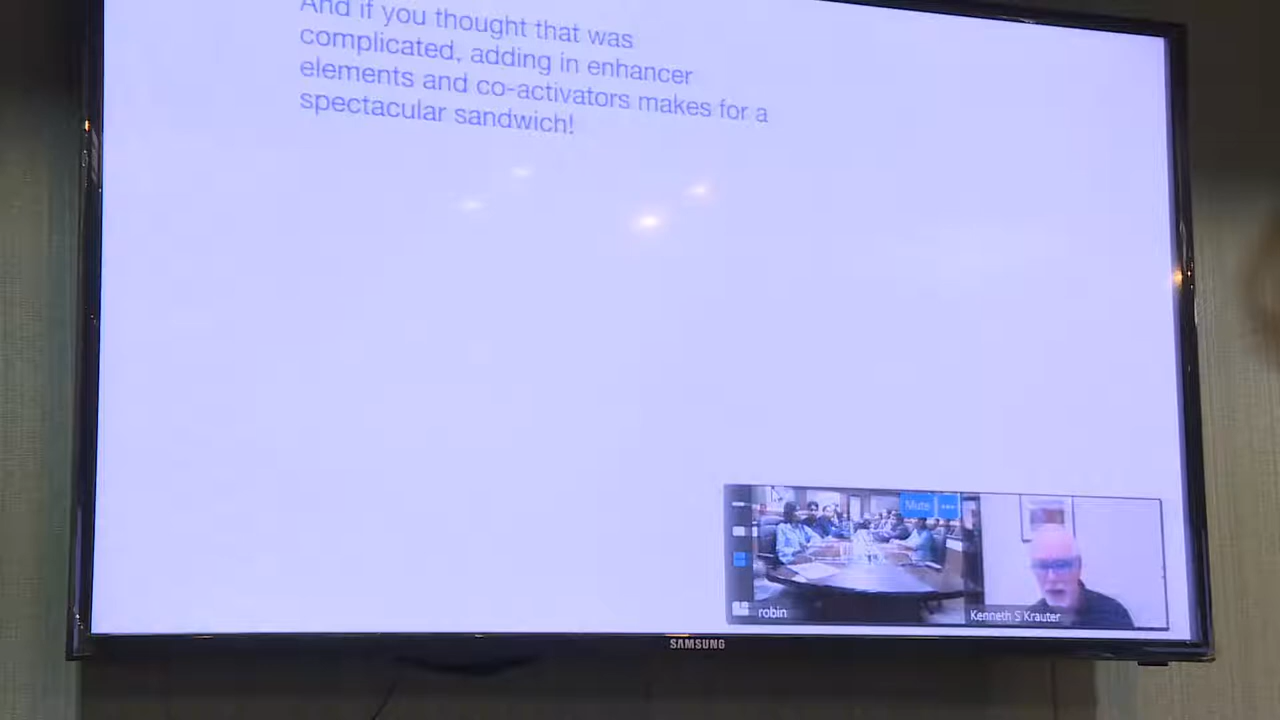 And if you thought that was
complicated, adding in enhancer
elements and co-activators makes for a
spectacular sandwich!
Mute
robin
Kenneth S Krauter
SAMSUNG